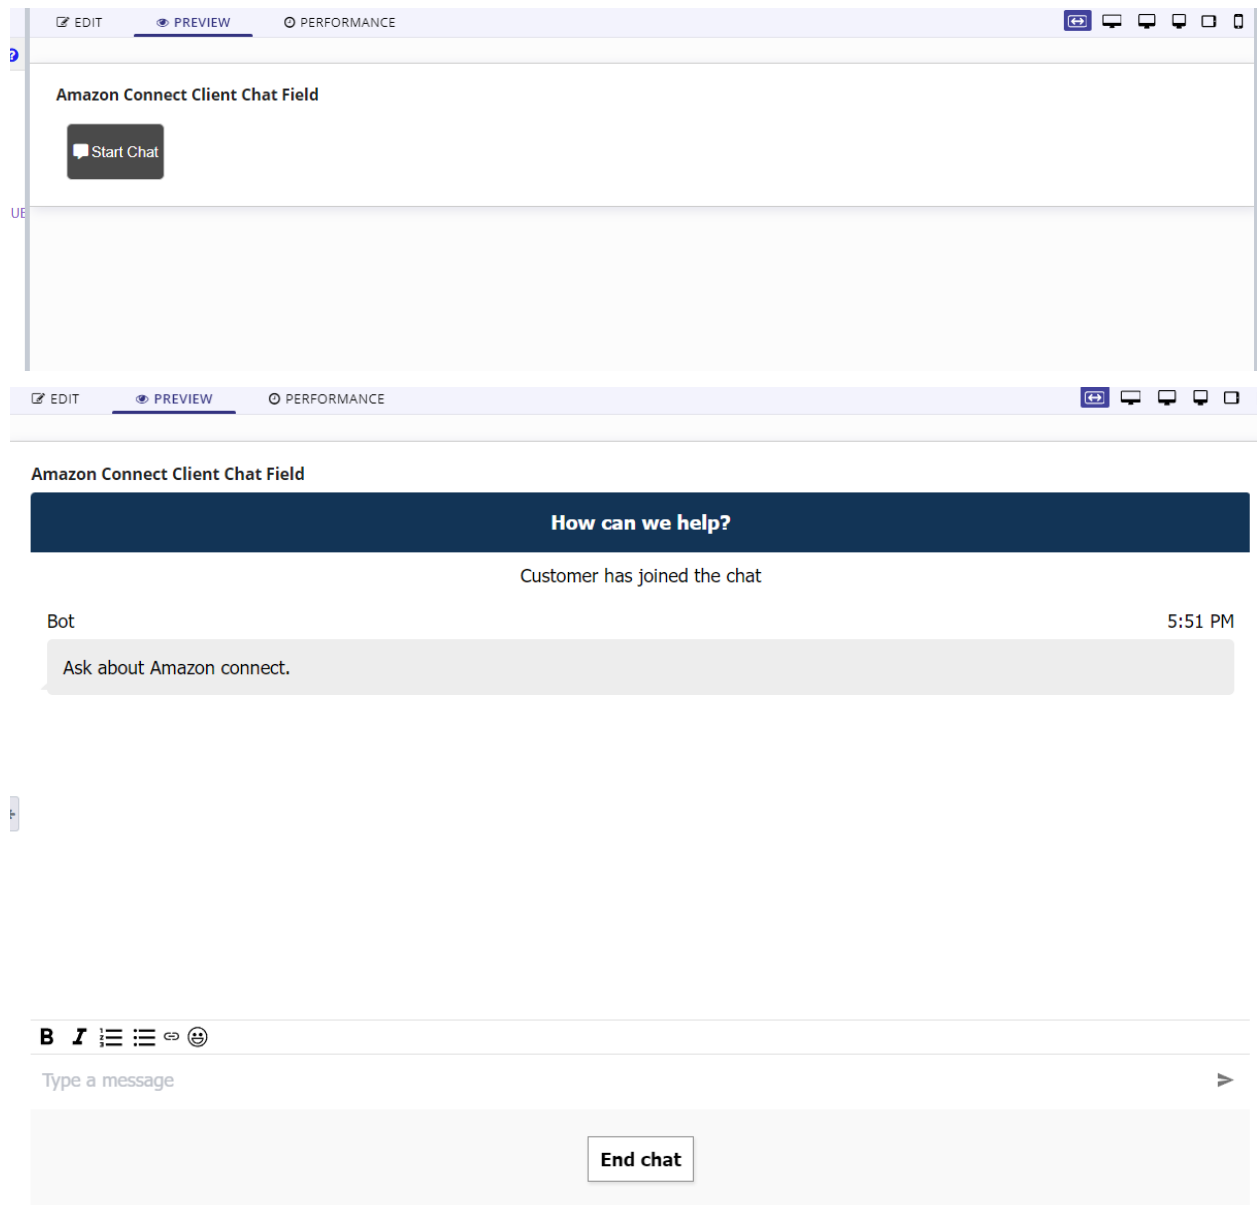 EDIT PREVIEW PERFORMANCE
Amazon Connect Client Chat Field
Start Chat
UE
EDIT PREVIEW PERFORMANCE
Amazon Connect Client Chat Field
How can we help?
Customer has joined the chat
Bot 5:51 PM
Ask about Amazon connect.
B I
Type a message
End chat